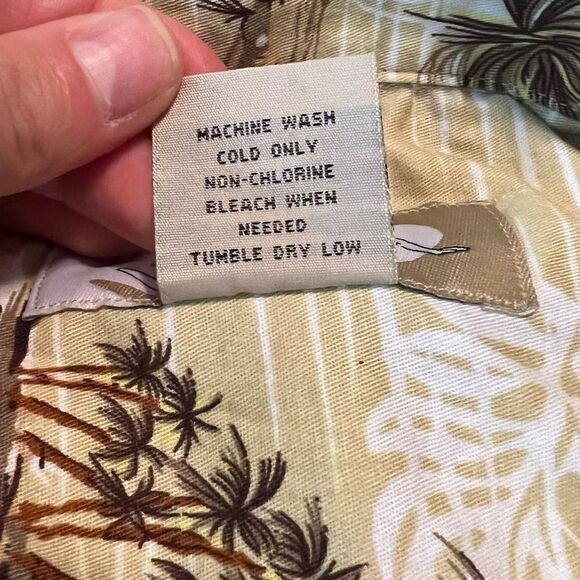 MACHINE WASH
COLD ONLY
NON-CHLORINE
BLEACH WHEN
NEEDED
TUMBLE DRY LOW